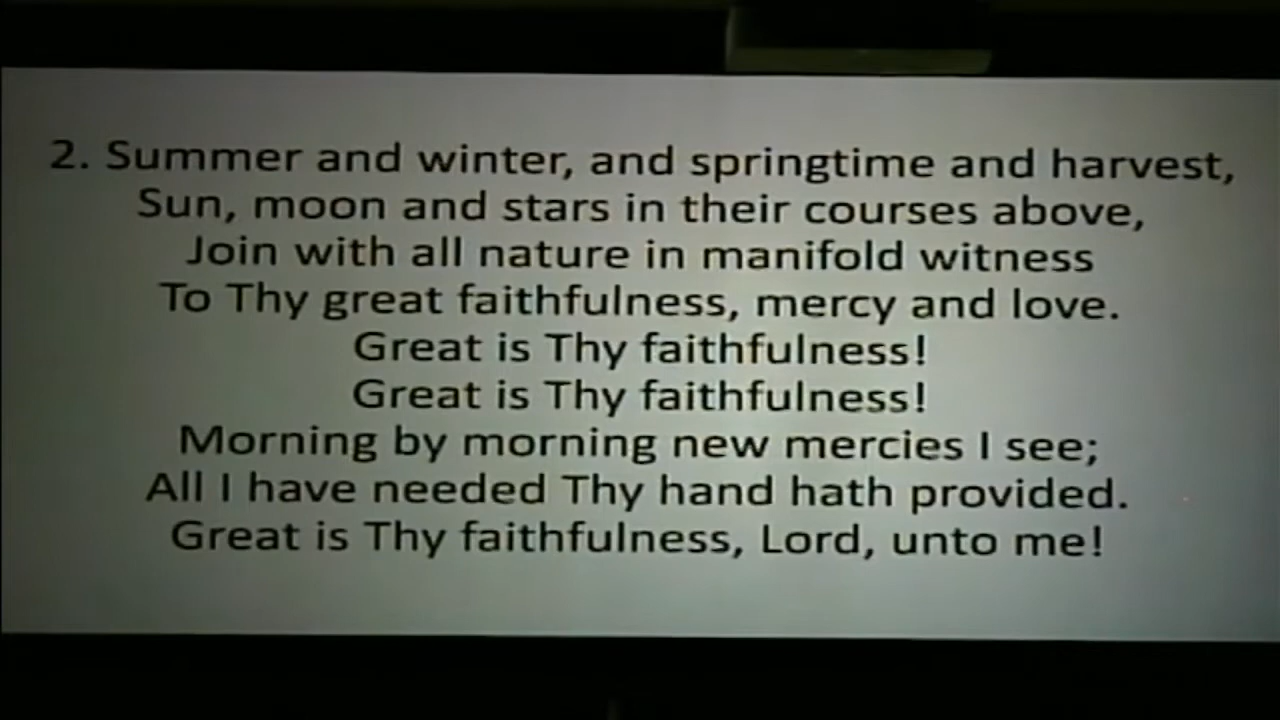 2. Summer and winter, and springtime and harvest,
Sun, moon and stars in their courses above,
Join with all nature in manifold witness
To Thy great faithfulness, mercy and love.
Great is Thy faithfulness!
Great is Thy faithfulness!
Morning by morning new mercies I see;
All I have needed Thy hand hath provided.
Great is Thy faithfulness, Lord, unto me!